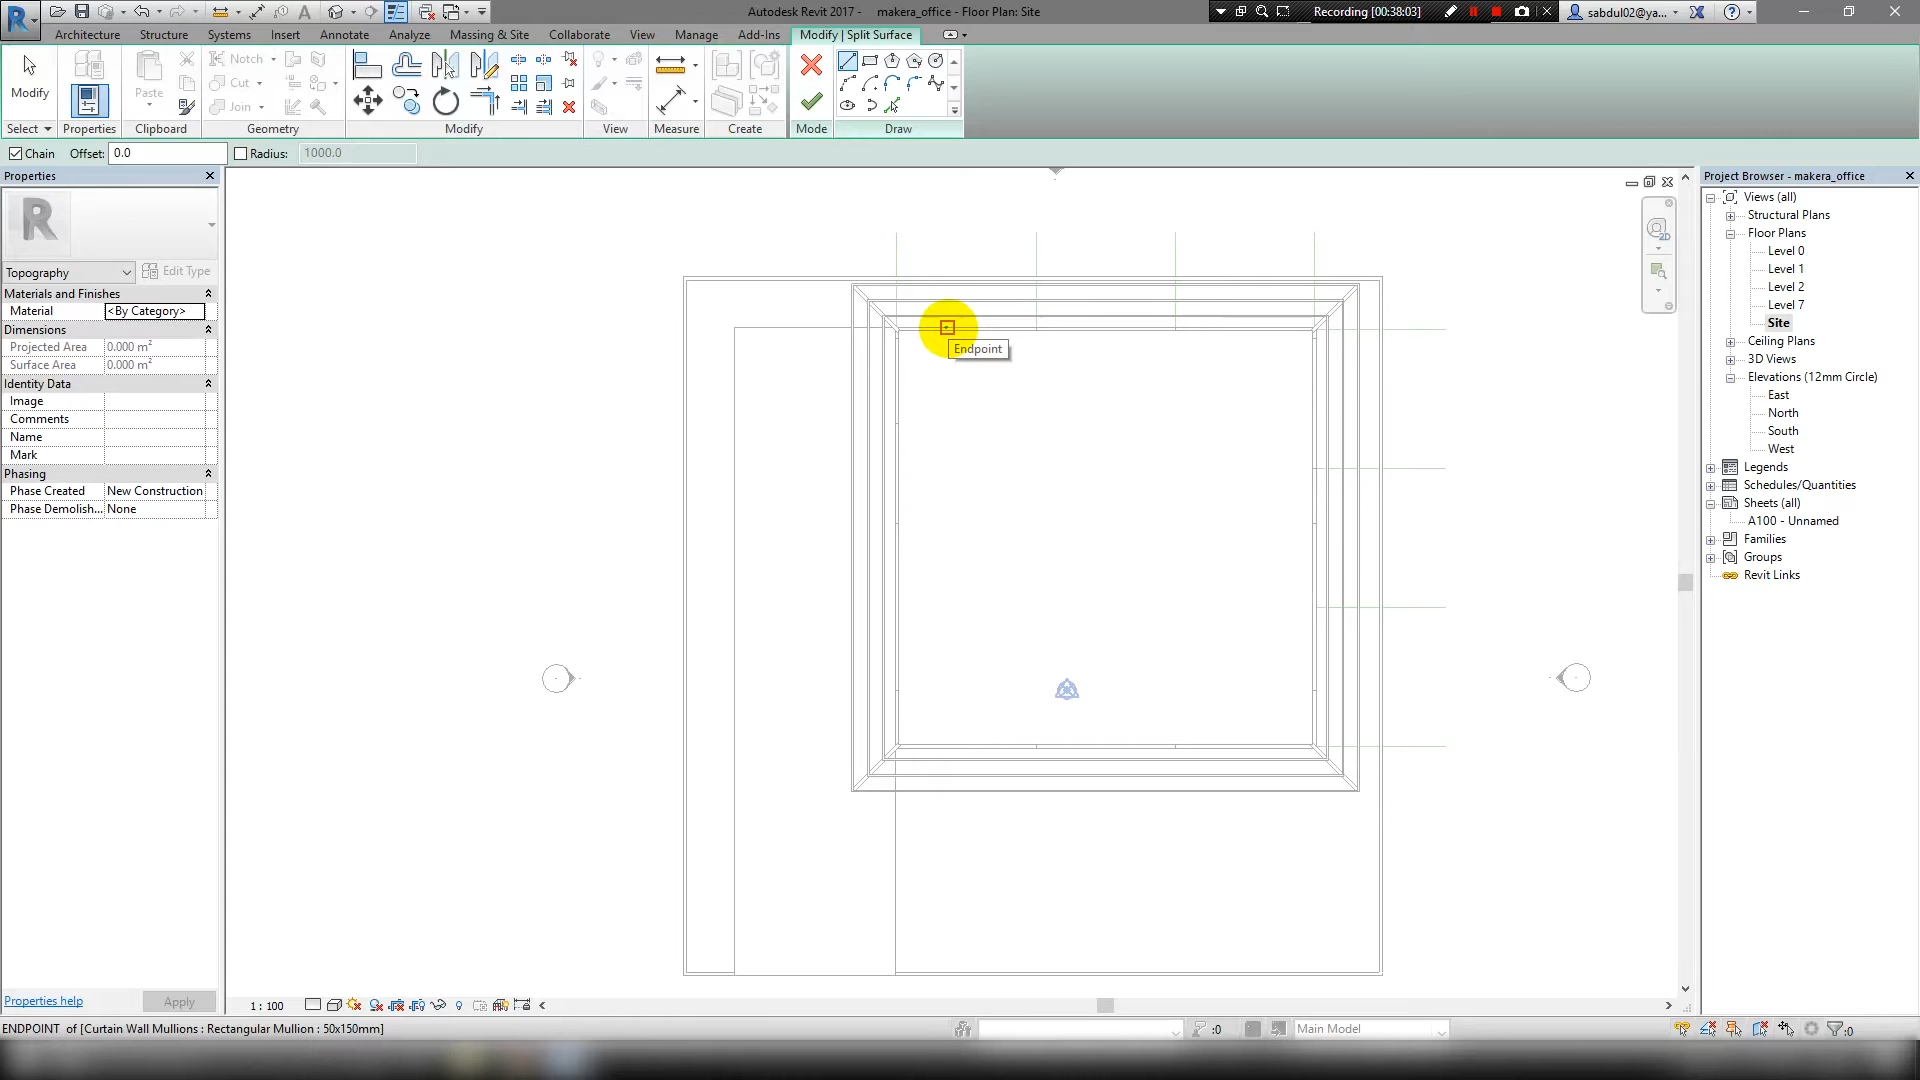 Autodesk Revit 2017 - makera_office - Floor Plan: Site
Recording [00:38:03]
sabdul02@ya...
Architecture Structure Systems Insert Annotate Analyze Massing & Site Collaborate View Manage Add-Ins Modify | Split Surface
Modify
Paste
Notch
Cut
Join
Select Properties Clipboard Geometry Modify View Measure Create Mode Draw
Chain Offset: 0.0 Radius: 1000.0
Properties
Topography Edit Type
Materials and Finishes
Material <By Category>
Dimensions
Projected Area 0.000 m²
Surface Area 0.000 m²
Identity Data
Image
Comments
Name
Mark
Phasing
Phase Created New Construction
Phase Demolish... None
Properties help Apply
2D
Endpoint
Project Browser - makera_office
Views (all)
Structural Plans
Floor Plans
Level 0
Level 1
Level 2
Level 7
Site
Ceiling Plans
3D Views
Elevations (12mm Circle)
East
North
South
West
Legends
Schedules/Quantities
Sheets (all)
A100 - Unnamed
Families
Groups
Revit Links
1 : 100
ENDPOINT of [Curtain Wall Mullions : Rectangular Mullion : 50x150mm]
:0
Main Model
:0